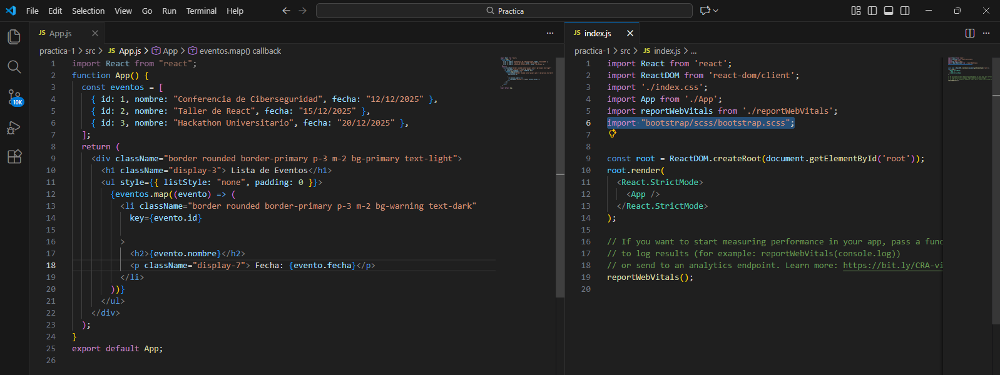 File Edit Selection View Go Run Terminal Help
Practica
JS App.js
practica-1 > src > JS App.js > App > eventos.map() callback
10K
1 import React from "react";
2 function App() {
3 const eventos = [
4 { id: 1, nombre: "Conferencia de Ciberseguridad", fecha: "12/12/2025" },
5 { id: 2, nombre: "Taller de React", fecha: "15/12/2025" },
6 { id: 3, nombre: "Hackathon Universitario", fecha: "20/12/2025" },
7 ];
8 return (
9 <div className="border rounded border-primary p-3 m-2 bg-primary text-light">
10 <h1 className="display-3"> Lista de Eventos</h1>
11 <ul style={{ listStyle: "none", padding: 0 }}>
12 {eventos.map((evento) => (
13 <li className="border rounded border-primary p-3 m-2 bg-warning text-dark"
14 key={evento.id}
15
16 >
17 <h2>{evento.nombre}</h2>
18 <p className="display-7"> Fecha: {evento.fecha}</p>
19 </li>
20 ))}
21 </ul>
22 </div>
23 );
24 }
25 export default App;
26
JS index.js
practica-1 > src > JS index.js > ...
1 import React from 'react';
2 import ReactDOM from 'react-dom/client';
3 import './index.css';
4 import App from './App';
5 import reportWebVitals from './reportWebVitals';
6 import "bootstrap/scss/bootstrap.scss";
7
8
9 const root = ReactDOM.createRoot(document.getElementById('root'));
10 root.render(
11 <React.StrictMode>
12 <App />
13 </React.StrictMode>
14 );
15
16 // If you want to start measuring performance in your app, pass a func
17 // to log results (for example: reportWebVitals(console.log))
18 // or send to an analytics endpoint. Learn more: https://bit.ly/CRA-vi
19 reportWebVitals();
20